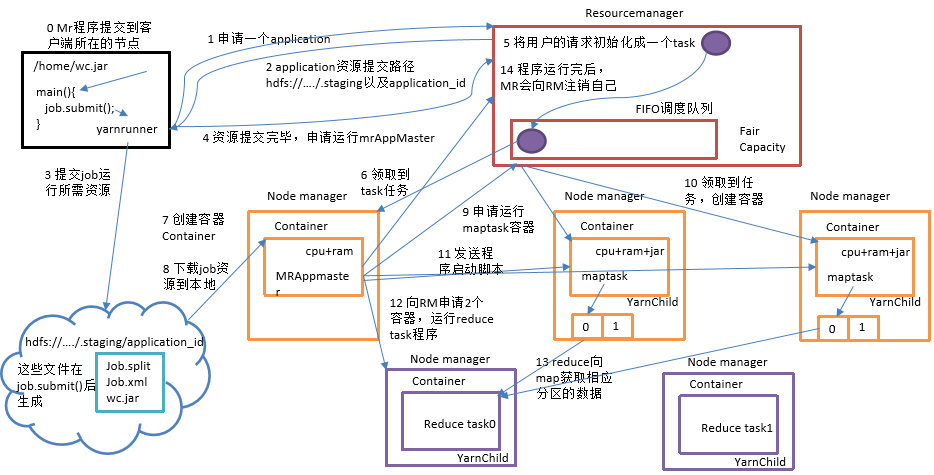 0 Mr程序提交到客
户端所在的节点
/home/wc.jar
main(){
job.submit();
}
yarnrunner
1 申请一个application
2 application资源提交路径
hdfs://…./.staging以及application_id
4 资源提交完毕，申请运行mrAppMaster
Resourcemanager
5 将用户的请求初始化成一个task
14 程序运行完后，
MR会向RM注销自己
FIFO调度队列
Fair
Capacity
3 提交job运
行所需资源
6 领取到
task任务
7 创建容器
Container
8 下载job资
源到本地
9 申请运行
maptask容器
10 领取到任
务，创建容器
11 发送程
序启动脚本
12 向RM申请2个
容器，运行reduce
task程序
13 reduce向
map获取相应
分区的数据
Node manager
Container
cpu+ram
MRAppmaste
r
Node manager
Container
cpu+ram+jar
maptask
YarnChild
0
1
Node manager
Container
cpu+ram+jar
maptask
YarnChild
0
1
hdfs://…./.staging/application_id
这些文件在
job.submit()后
生成
Job.split
Job.xml
wc.jar
Node manager
Container
Reduce task0
YarnChild
Node manager
Container
Reduce task1
YarnChild